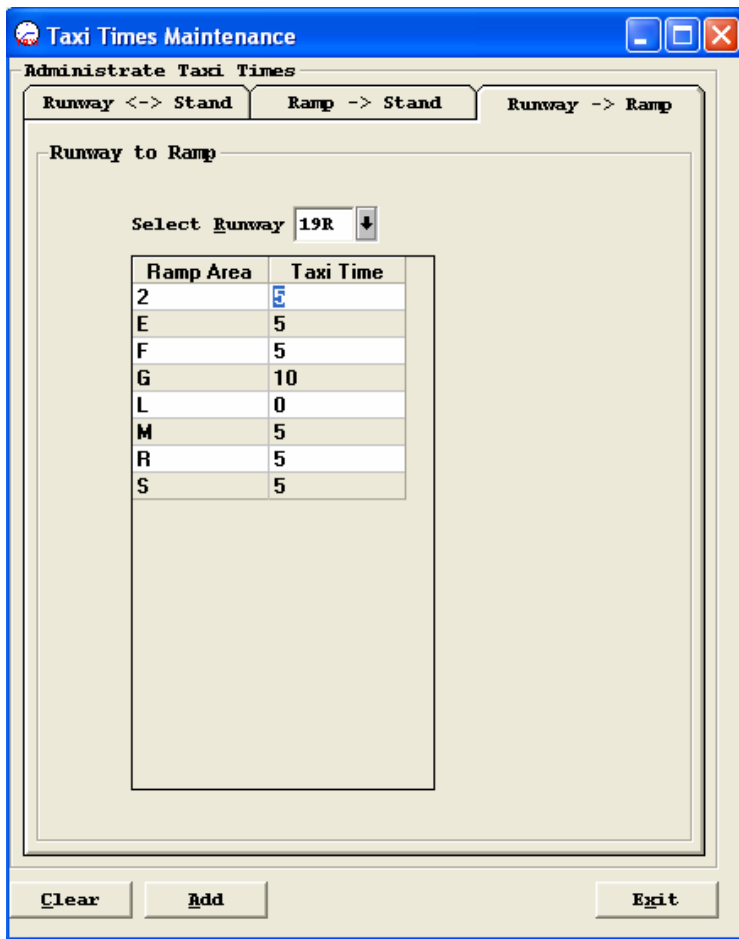 Taxi Times Maintenance
Administrate Taxi Times
Runway <-> Stand Ramp -> Stand Runway -> Ramp
Runway to Ramp
Select Runway 19R
Ramp Area Taxi Time
2 5
E 5
F 5
G 10
L 0
M 5
R 5
S 5
Clear Add Exit